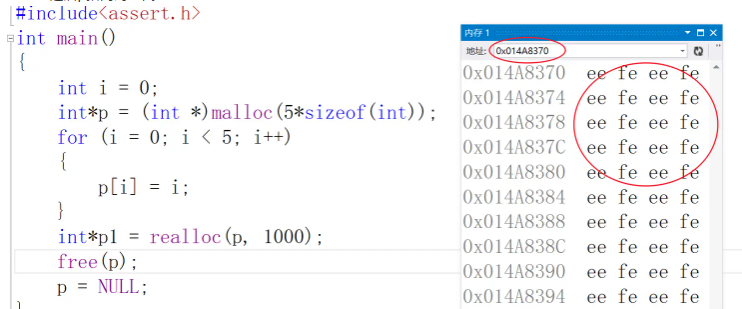 #include<assert.h>
int main()
{
int i = 0;
int*p = (int *)malloc(5*sizeof(int));
for (i = 0; i < 5; i++)
{
p[i] = i;
}
int*p1 = realloc(p, 1000);
free(p);
p = NULL;
内存 1
地址: 0x014A8370
0x014A8370 ee fe ee fe
0x014A8374 ee fe ee fe
0x014A8378 ee fe ee fe
0x014A837C ee fe ee fe
0x014A8380 ee fe ee fe
0x014A8384 ee fe ee fe
0x014A8388 ee fe ee fe
0x014A838C ee fe ee fe
0x014A8390 ee fe ee fe
0x014A8394 ee fe ee fe